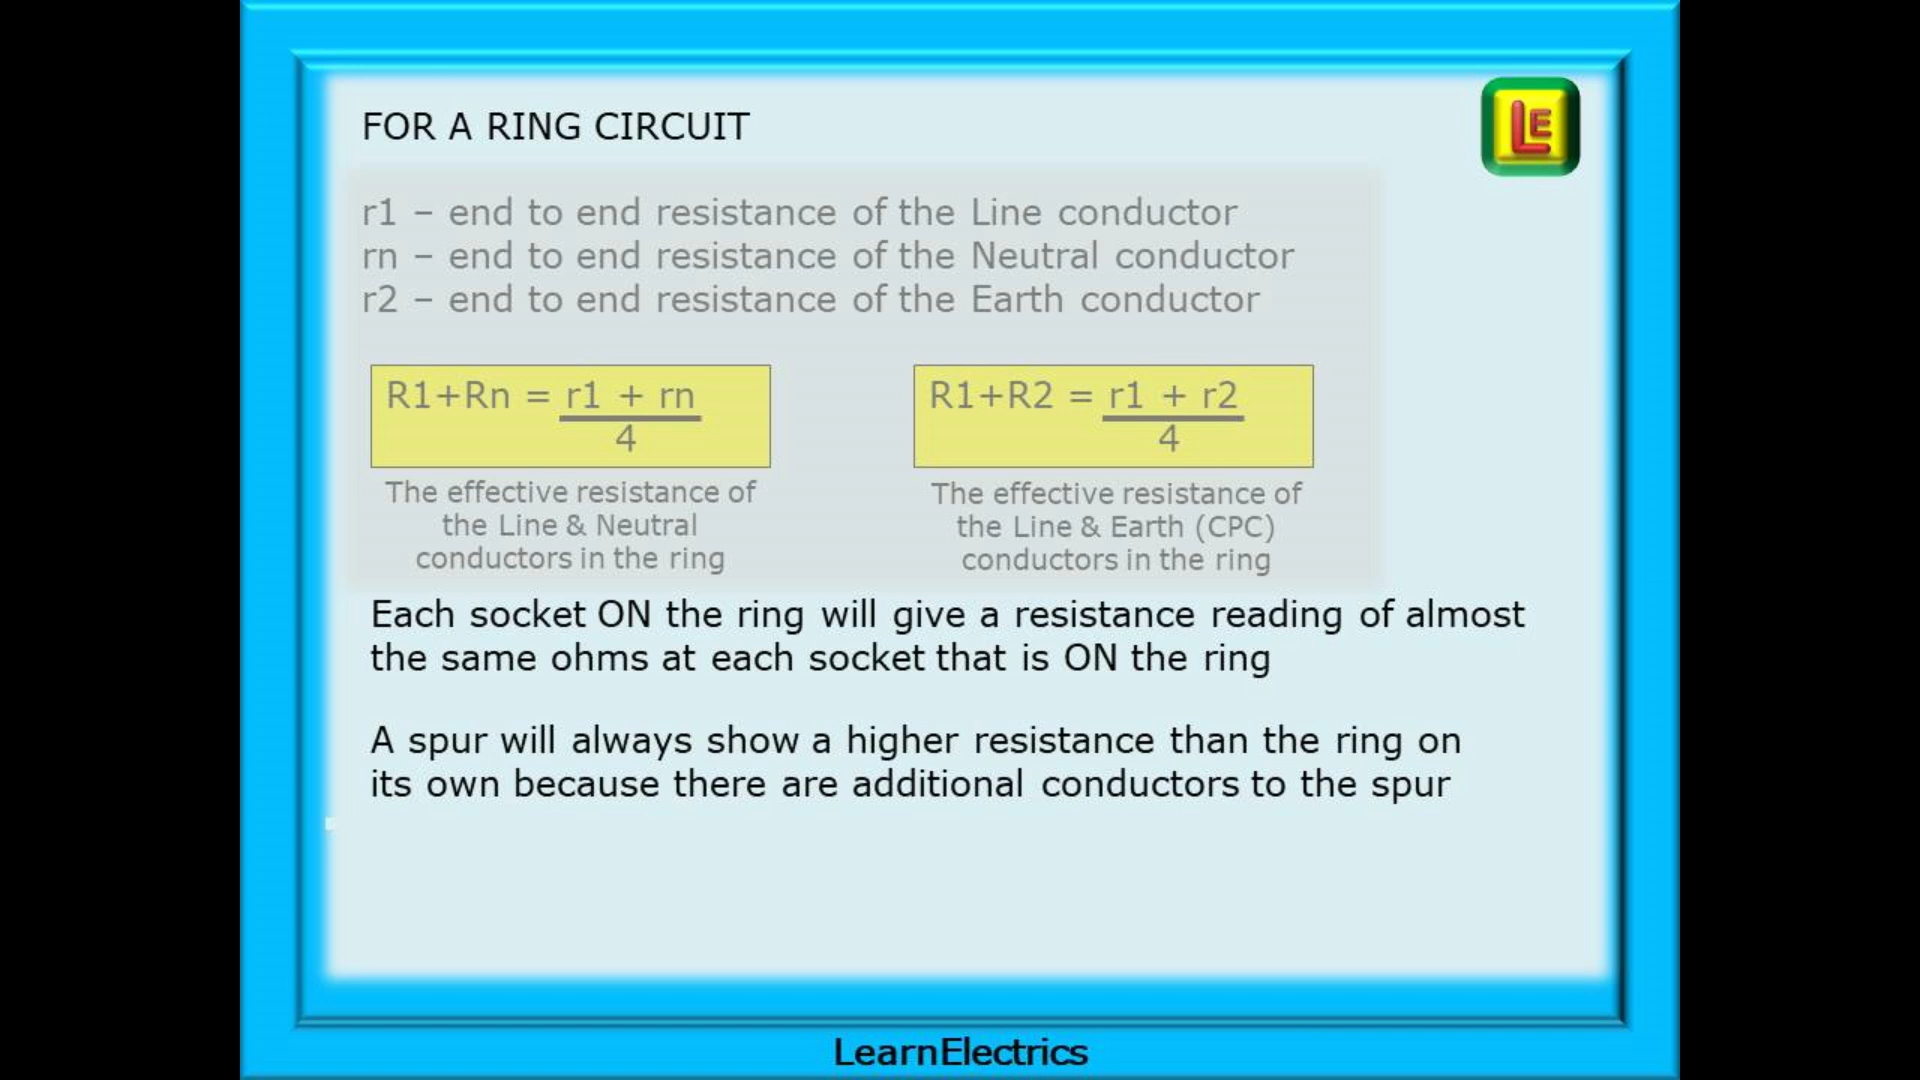 FOR A RING CIRCUIT
LE
r1 – end to end resistance of the Line conductor
rn – end to end resistance of the Neutral conductor
r2 – end to end resistance of the Earth conductor
R1+Rn = r1 + rn
4
The effective resistance of
the Line & Neutral
conductors in the ring
R1+R2 = r1 + r2
4
The effective resistance of
the Line & Earth (CPC)
conductors in the ring
Each socket ON the ring will give a resistance reading of almost
the same ohms at each socket that is ON the ring
A spur will always show a higher resistance than the ring on
its own because there are additional conductors to the spur
LearnElectrics